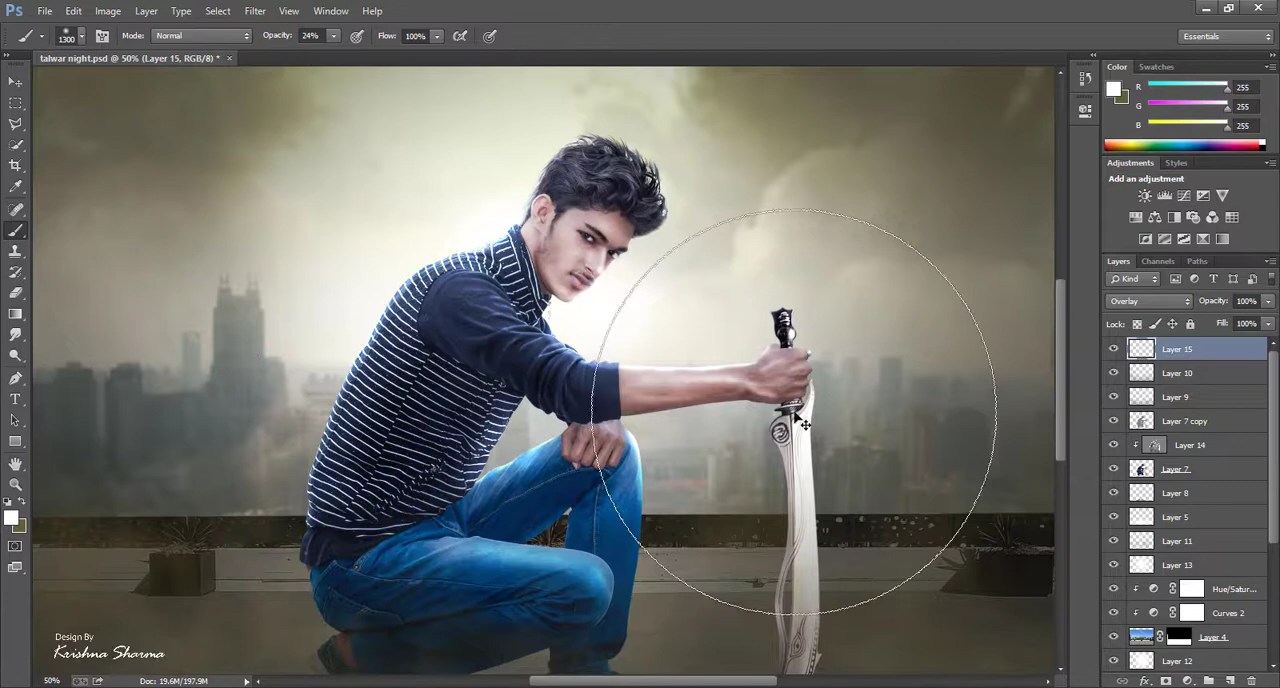 Ps File Edit Image Layer Type Select Filter View Window Help
1300 Mode: Normal Opacity: 24% Flow: 100% Essentials
talwar night.psd @ 50% (Layer 15, RGB/8) * ×
Color Swatches
R 255
G 255
B 255
Adjustments Styles
Add an adjustment
Layers Channels Paths
Kind
Overlay Opacity: 100%
Lock: Fill: 100%
Layer 15
Layer 10
Layer 9
Layer 7 copy
Layer 14
Layer 7
Layer 8
Layer 5
Layer 11
Layer 13
Hue/Satur...
Curves 2
Layer 4
Layer 12
Design By
Krishna Sharma
50% Doc: 19.6M/197.9M